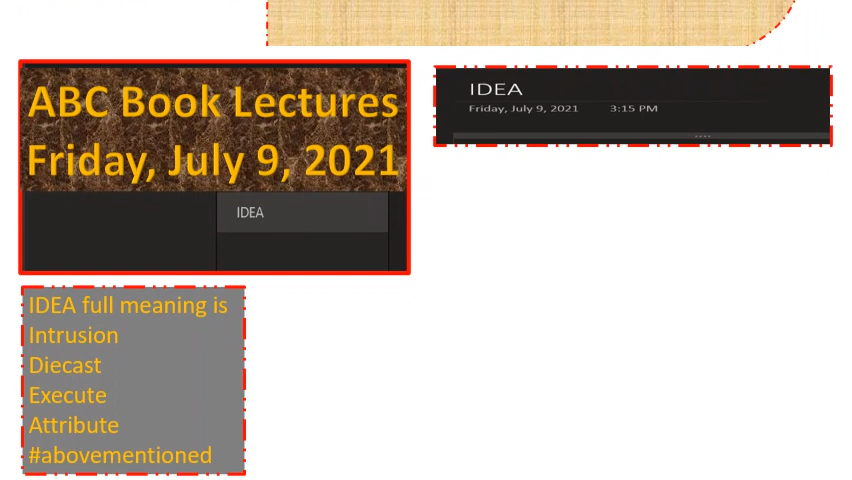 ABC Book Lectures
Friday, July 9, 2021
IDEA
IDEA
Friday, July 9, 2021 3:15 PM
IDEA full meaning is
Intrusion
Diecast
Execute
Attribute
#abovementioned